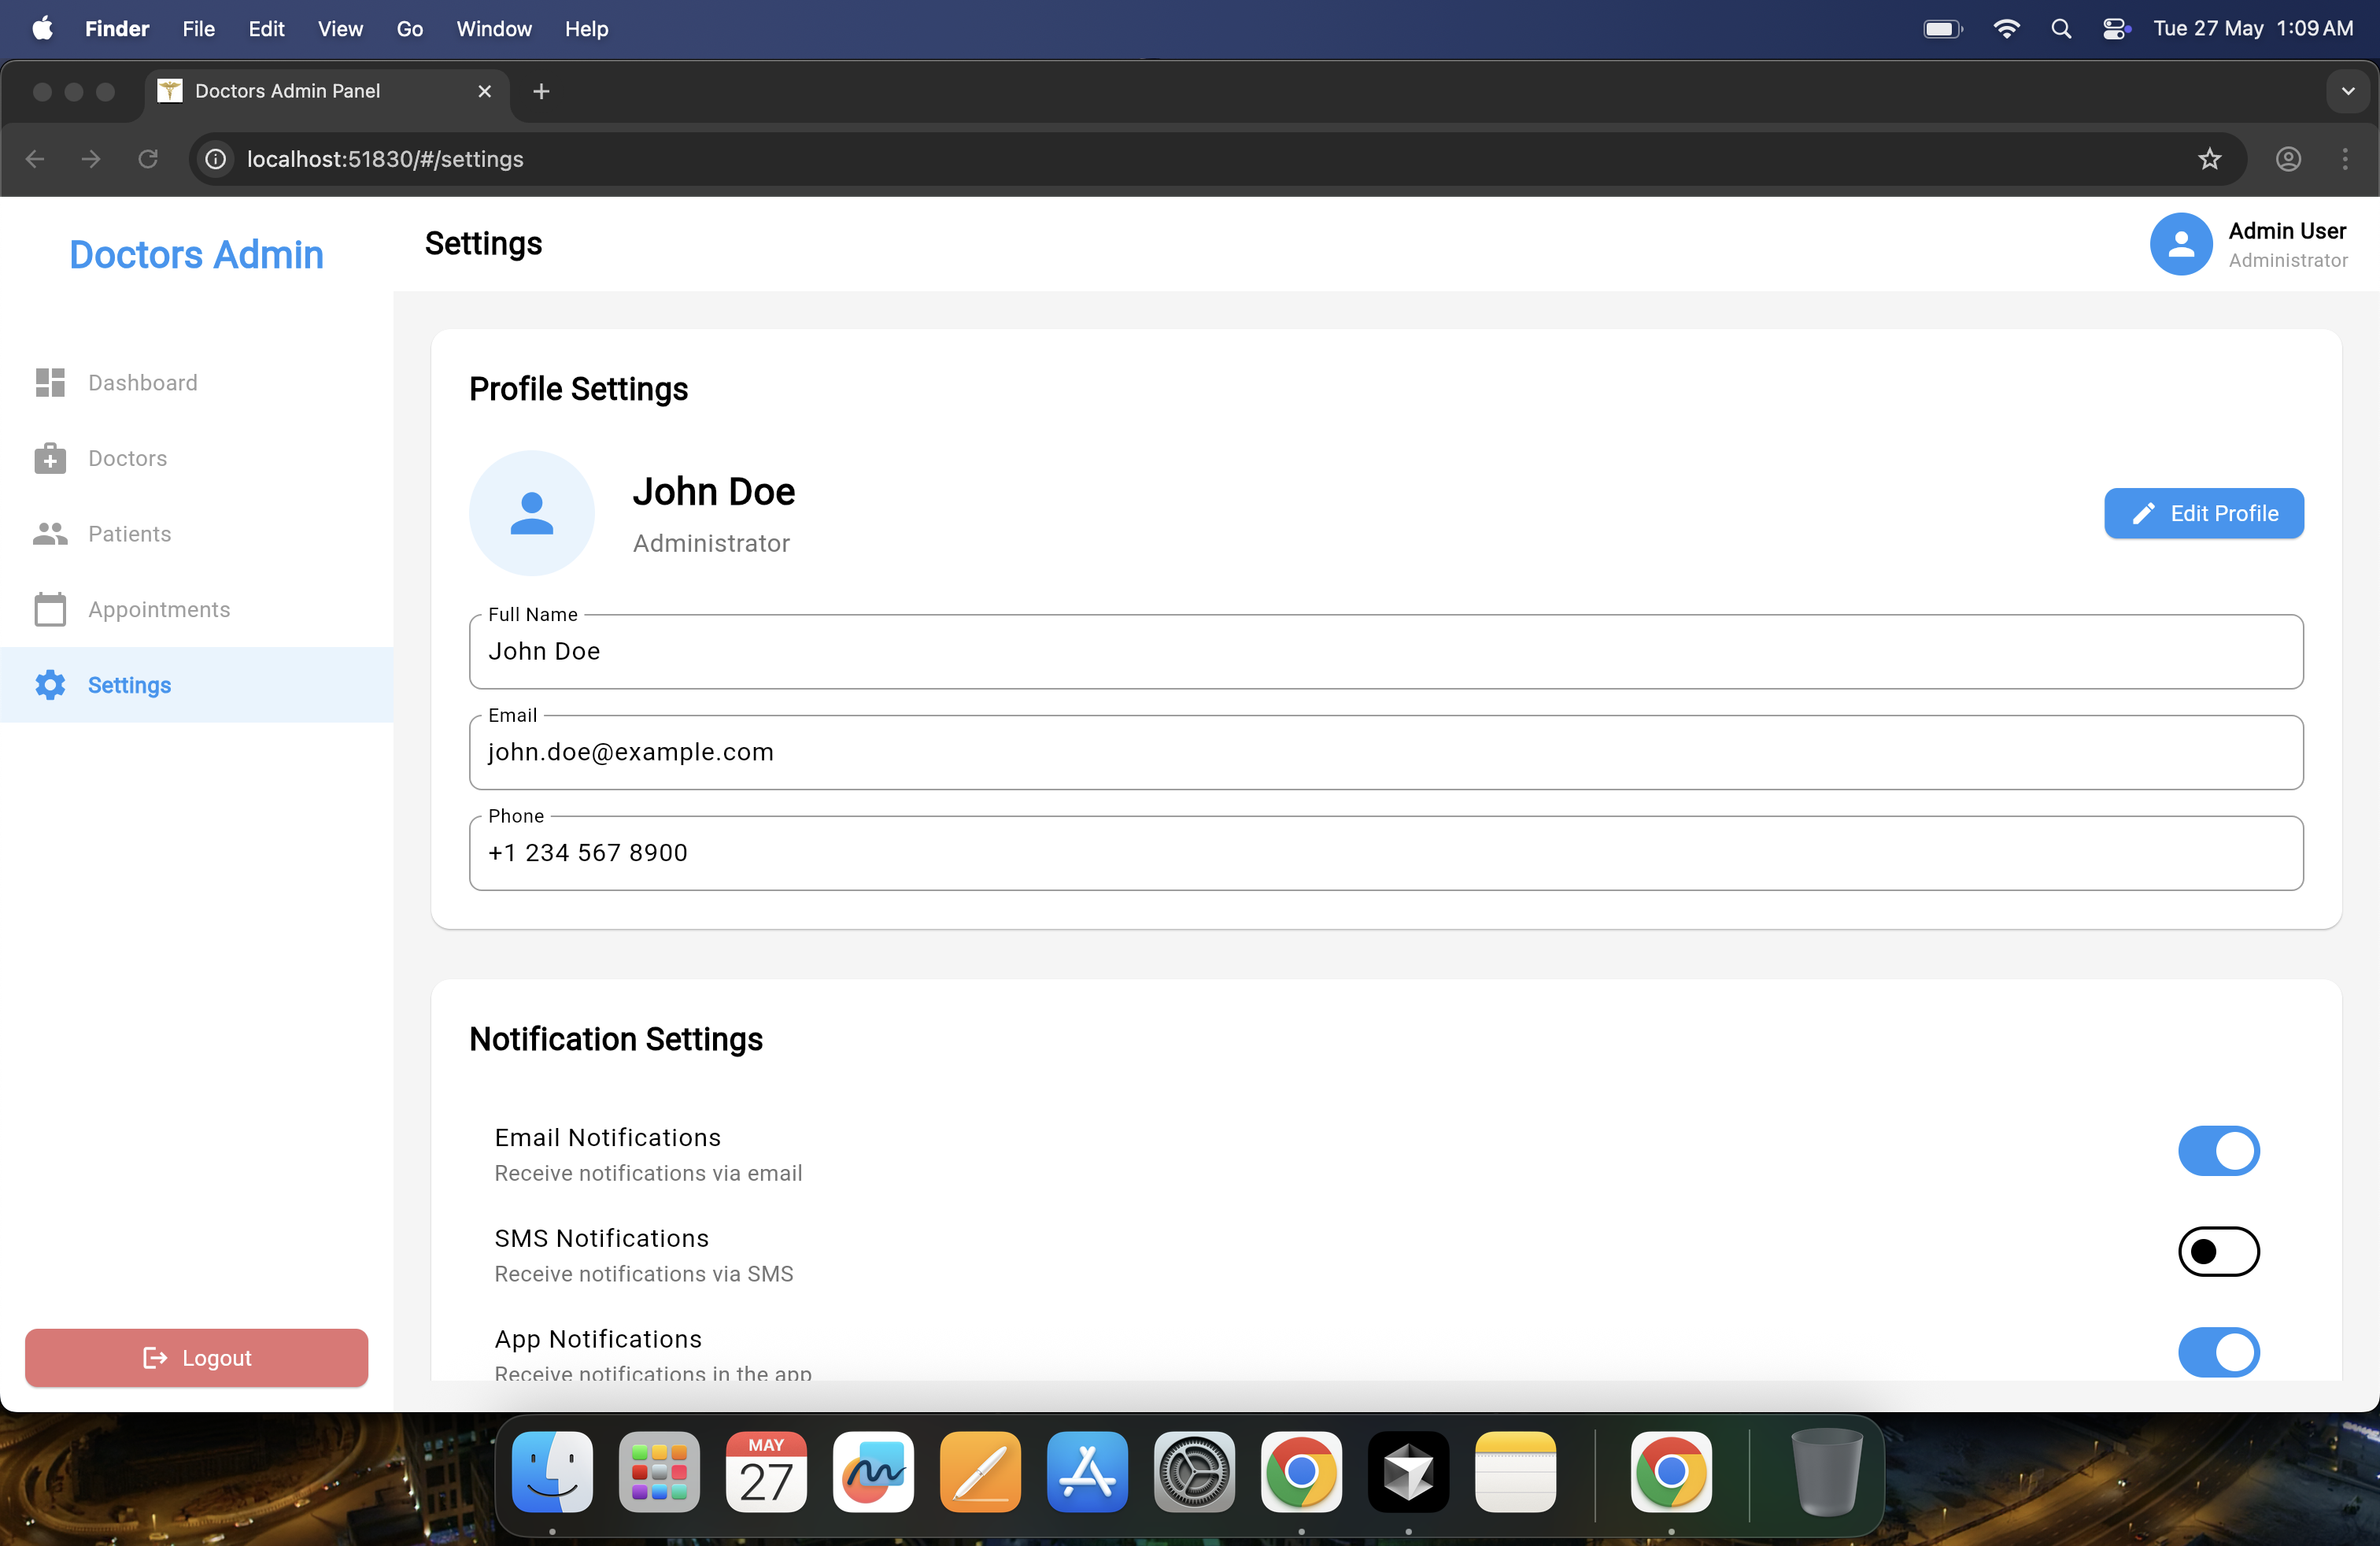 Finder File Edit View Go Window Help Tue 27 May 1:09 AM
Doctors Admin Panel
localhost:51830/#/settings
Doctors Admin
Settings
Admin User
Administrator
Dashboard
Doctors
Patients
Appointments
Settings
Logout
Profile Settings
John Doe
Administrator
Edit Profile
Full Name
John Doe
Email
john.doe@example.com
Phone
+1 234 567 8900
Notification Settings
Email Notifications
Receive notifications via email
SMS Notifications
Receive notifications via SMS
App Notifications
Receive notifications in the app
MAY
27